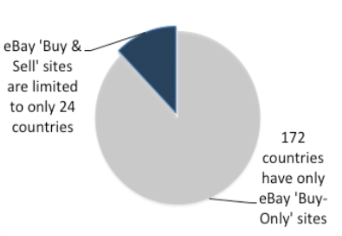 eBay 'Buy &
Sell' sites
are limited
to only 24
countries
172
countries
have only
eBay 'Buy-
Only' sites